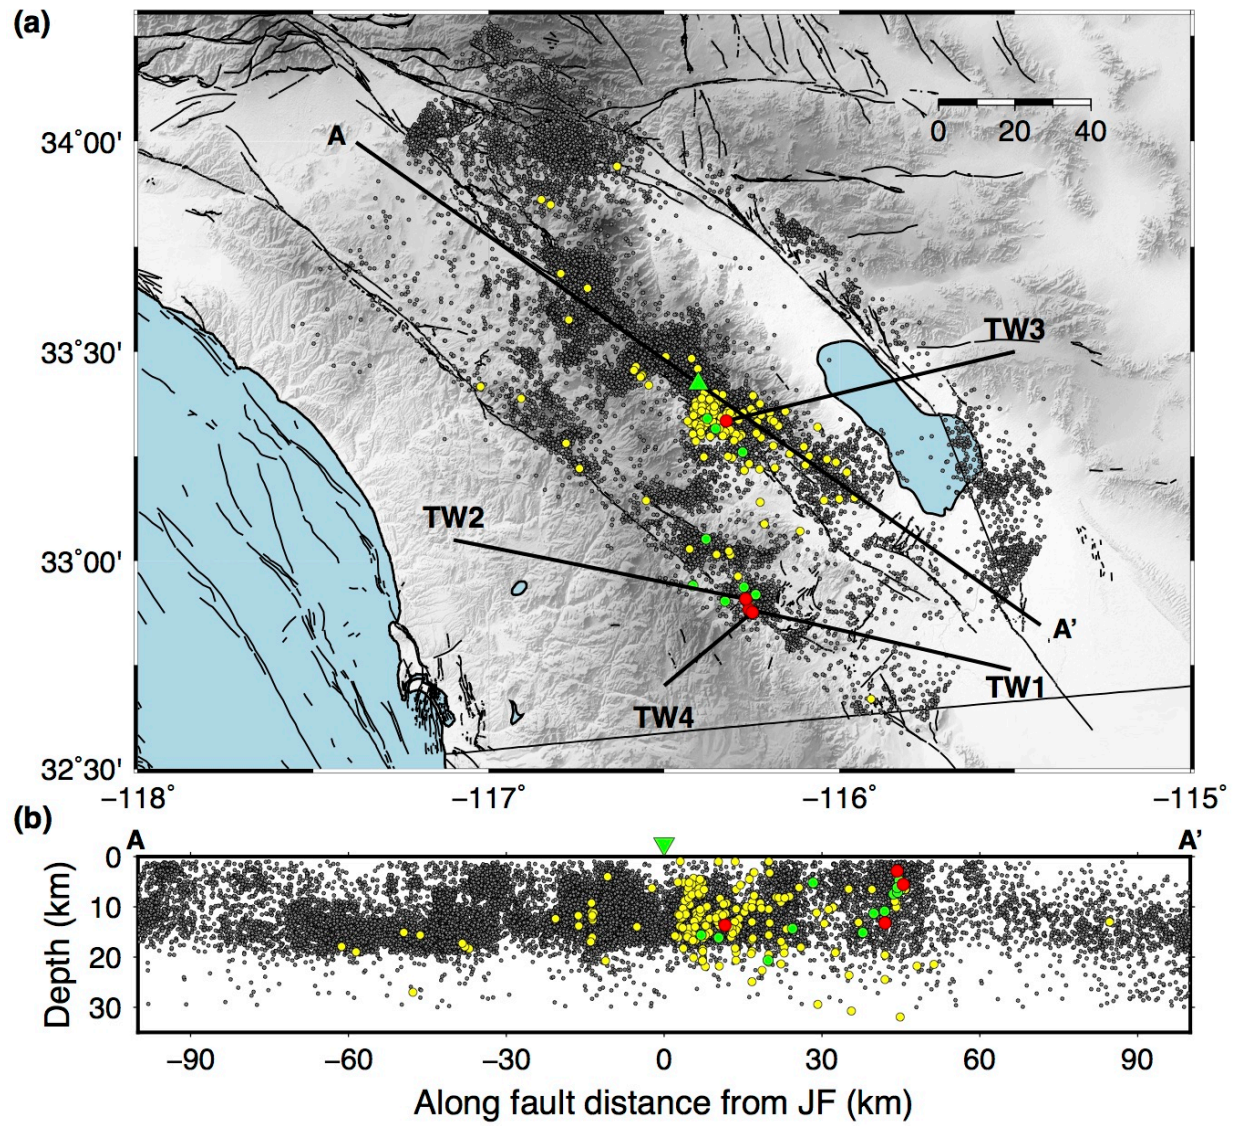 (a)
34°00'
33°30'
33°00'
32°30'
A
0 20 40
TW3
TW2
A'
TW1
TW4
−118° −117° −116° −115°
(b)
A A'
0
10
20
30
Depth (km)
−90 −60 −30 0 30 60 90
Along fault distance from JF (km)